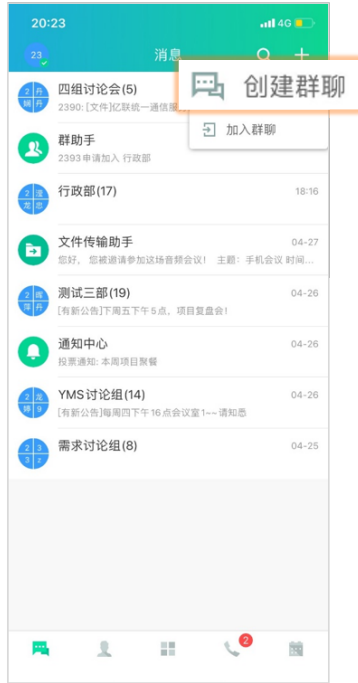 20:23
4G
23
消息
创建群聊
加入群聊
四组讨论会(5)
2390: [文件]亿联统一通信服
群助手
2393 申请加入 行政部
行政部(17)
18:16
文件传输助手
04-27
您好， 您被邀请参加这场音频会议！ 主题：手机会议 时间...
测试三部(19)
04-26
[有新公告]下周五下午5点，项目复盘会！
通知中心
04-26
投票通知: 本周项目聚餐
YMS讨论组(14)
04-26
[有新公告]每周四下午16点会议室1~~请知悉
需求讨论组(8)
04-25
2